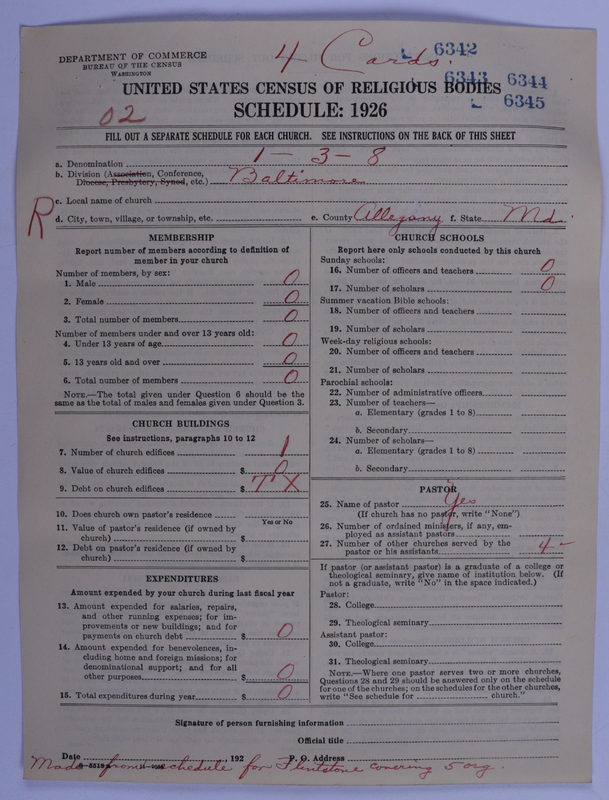 DEPARTMENT OF COMMERCE
BUREAU OF THE CENSUS
WASHINGTON
4 Cards.
L 6342
L 6343 6344
L 6345
UNITED STATES CENSUS OF RELIGIOUS BODIES
SCHEDULE: 1926
02
FILL OUT A SEPARATE SCHEDULE FOR EACH CHURCH. SEE INSTRUCTIONS ON THE BACK OF THIS SHEET
a. Denomination 1-3-8
b. Division (Association, Conference,
Diocese, Presbytery, Synod, etc.) Baltimore
c. Local name of church
R
d. City, town, village, or township, etc. e. County Allegany f. State Md.
MEMBERSHIP
Report number of members according to definition of
member in your church
Number of members, by sex:
1. Male 0
2. Female 0
3. Total number of members 0
Number of members under and over 13 years old:
4. Under 13 years of age 0
5. 13 years old and over 0
6. Total number of members 0
NOTE.—The total given under Question 6 should be
same as the total of males and females given under Question 3.
CHURCH BUILDINGS
See instructions, paragraphs 10 to 12
7. Number of church edifices 1
8. Value of church edifices $ 0
9. Debt on church edifices $ TX
10. Does church own pastor's residence
Yes or No
11. Value of pastor's residence (if owned by
church) $
12. Debt on pastor's residence (if owned by
church) $
EXPENDITURES
Amount expended by your church during last fiscal year
13. Amount expended for salaries, repairs,
and other running expenses; for im-
provements or new buildings; and for
payments on church debt $ 0
14. Amount expended for benevolences, in-
cluding home and foreign missions; for
denominational support; and for all
other purposes $ 0
15. Total expenditures during year $ 0
CHURCH SCHOOLS
Report here only schools conducted by this church
Sunday schools:
16. Number of officers and teachers 0
17. Number of scholars 0
Summer vacation Bible schools:
18. Number of officers and teachers
19. Number of scholars
Week-day religious schools:
20. Number of officers and teachers
21. Number of scholars
Parochial schools:
22. Number of administrative officers
23. Number of teachers—
a. Elementary (grades 1 to 8)
b. Secondary
24. Number of scholars—
a. Elementary (grades 1 to 8)
b. Secondary
PASTOR
25. Name of pastor Yes
(If church has no pastor, write "None")
26. Number of ordained ministers, if any, em-
ployed as assistant pastors
27. Number of other churches served by the
pastor or his assistants 4-
If pastor (or assistant pastor) is a graduate of a college or
theological seminary, give name of institution below. (If
not a graduate, write "No" in the space indicated.)
Pastor:
28. College
29. Theological seminary
Assistant pastor:
30. College
31. Theological seminary
NOTE.—Where one pastor serves two or more churches,
Questions 28 and 29 should be answered only on the schedule
for one of the churches; on the schedules for the other churches,
write "See schedule for church."
Signature of person furnishing information
Official title
Date , 192 P. O. Address
Made from schedule for Flintstone covering 5 org.